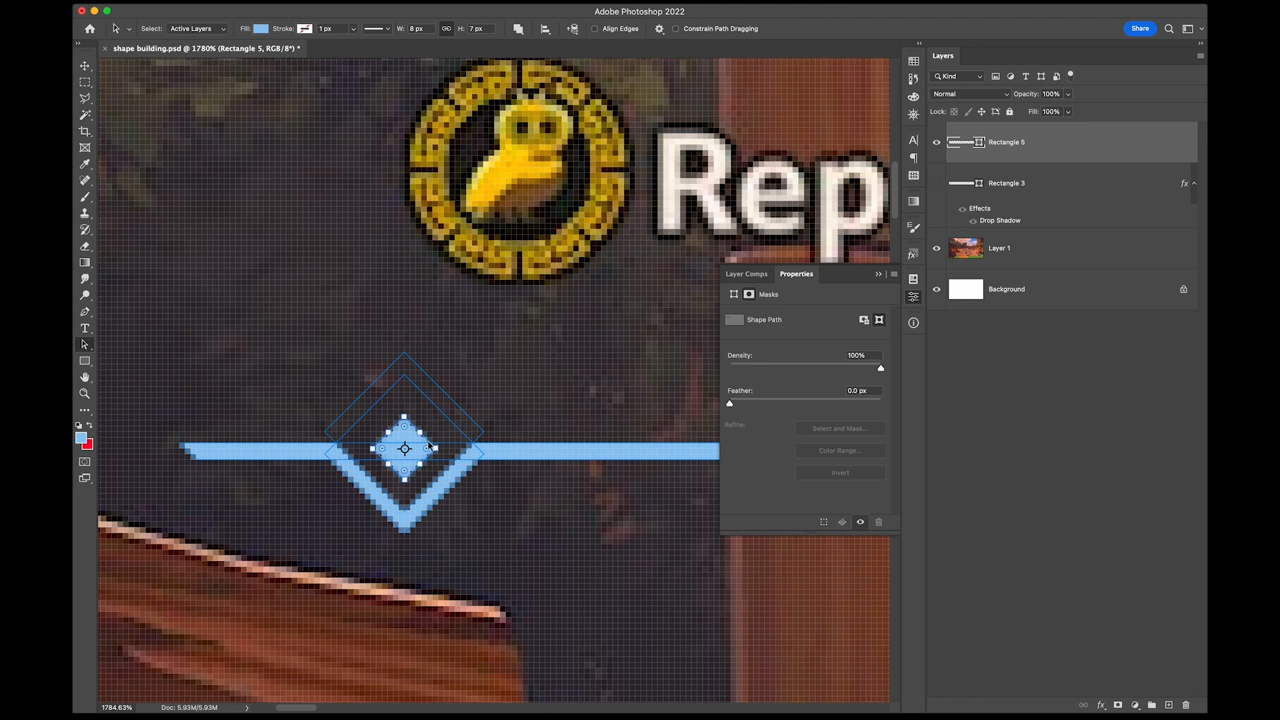 Adobe Photoshop 2022
Select: Active Layers Fill: Stroke: 1 px W: 8 px H: 7 px Align Edges Constrain Path Dragging Share
shape building.psd @ 1780% (Rectangle 5, RGB/8*) *
Layers
Kind
Normal Opacity: 100%
Lock: Fill: 100%
Rectangle 5
Rectangle 3 fx
Effects
Drop Shadow
Layer 1
Background
Rep
Layer Comps Properties
Masks
Shape Path
Density: 100%
Feather: 0.0 px
Refine:
Select and Mask...
Color Range...
Invert
1784.63% Doc: 5.93M/5.93M